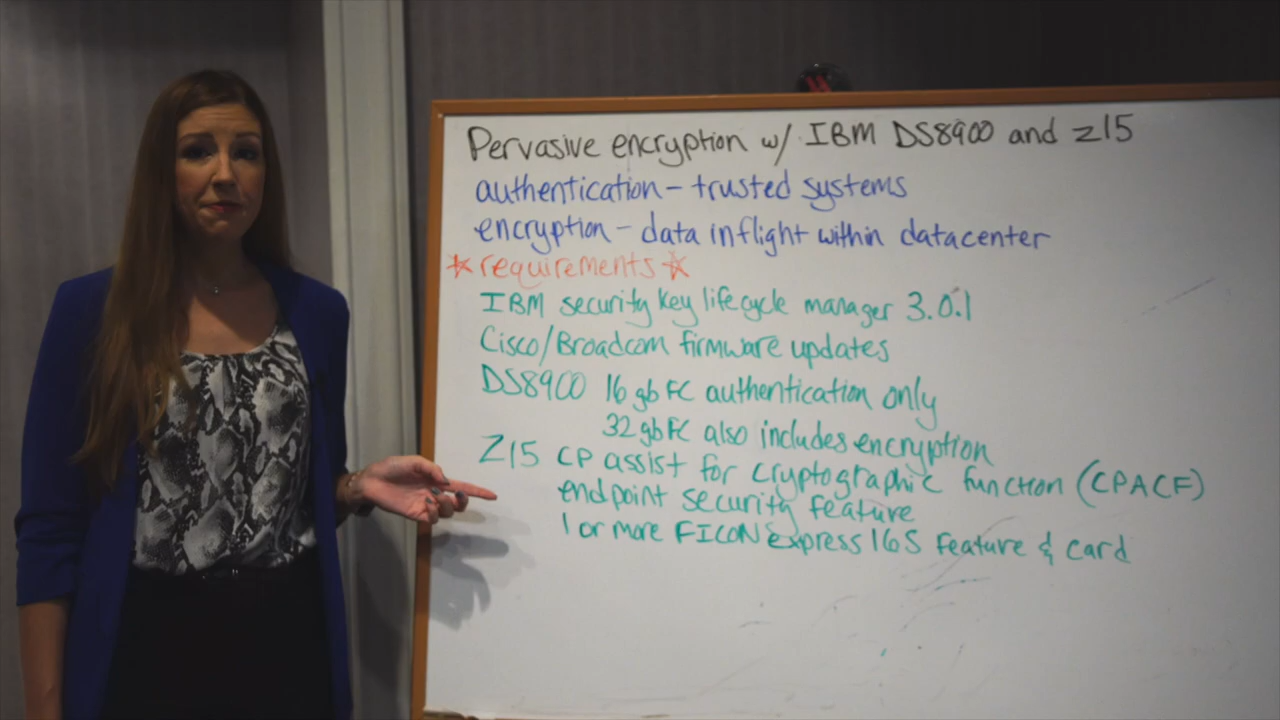 Pervasive encryption w/ IBM DS8900 and z15
authentication - trusted systems
encryption - data inflight within datacenter
* requirements *
IBM security key lifecycle manager 3.0.1
Cisco/Broadcom firmware updates
DS8900 16 gb FC authentication only
32 gb FC also includes encryption
Z15 CP assist for cryptographic function (CPACF)
endpoint security feature
1 or more FICON express 16S feature & card